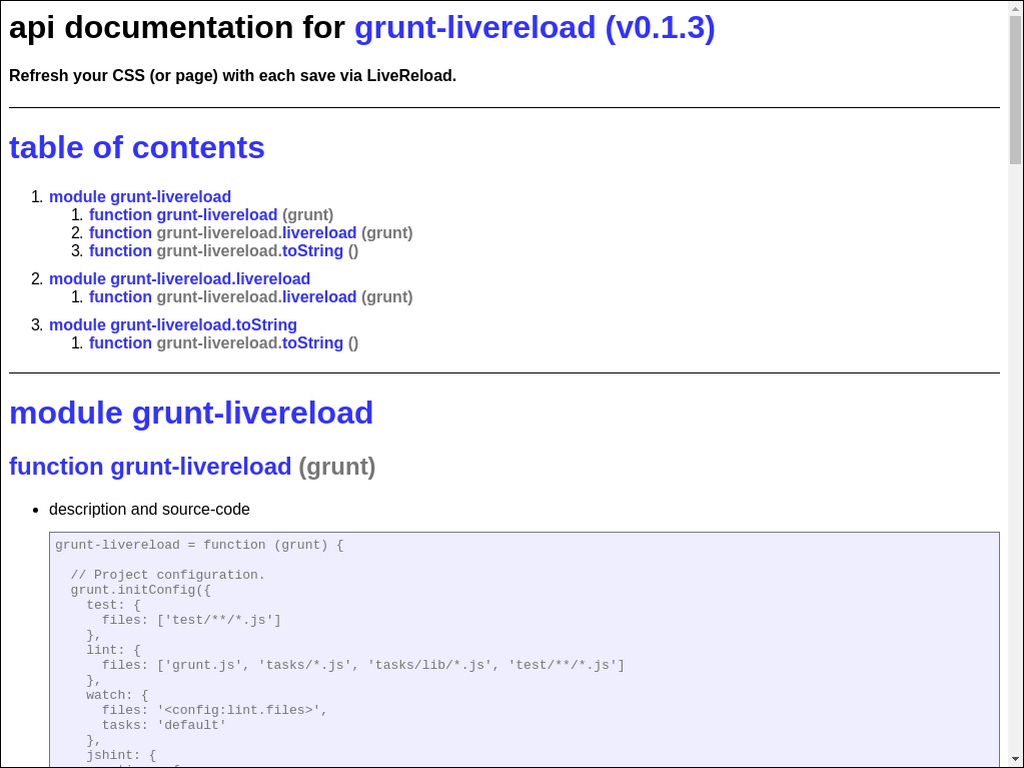 api documentation for grunt-livereload (v0.1.3)
Refresh your CSS (or page) with each save via LiveReload.
table of contents
1. module grunt-livereload
1. function grunt-livereload (grunt)
2. function grunt-livereload.livereload (grunt)
3. function grunt-livereload.toString ()
2. module grunt-livereload.livereload
1. function grunt-livereload.livereload (grunt)
3. module grunt-livereload.toString
1. function grunt-livereload.toString ()
module grunt-livereload
function grunt-livereload (grunt)
• description and source-code
grunt-livereload = function (grunt) {
// Project configuration.
grunt.initConfig({
test: {
files: ['test/**/*.js']
},
lint: {
files: ['grunt.js', 'tasks/*.js', 'tasks/lib/*.js', 'test/**/*.js']
},
watch: {
files: '<config:lint.files>',
tasks: 'default'
},
jshint: {